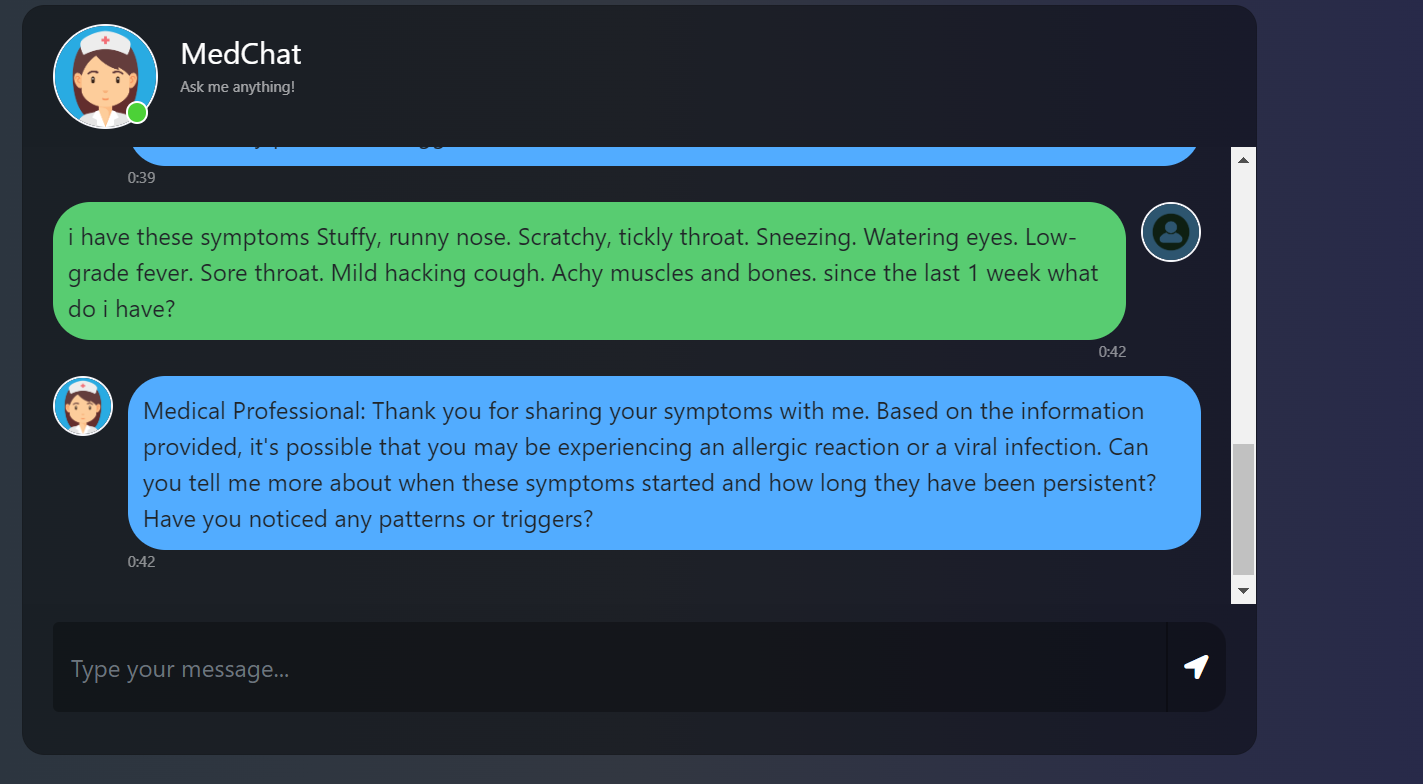 MedChat
Ask me anything!
0:39
i have these symptoms Stuffy, runny nose. Scratchy, tickly throat. Sneezing. Watering eyes. Low-
grade fever. Sore throat. Mild hacking cough. Achy muscles and bones. since the last 1 week what
do i have?
0:42
Medical Professional: Thank you for sharing your symptoms with me. Based on the information
provided, it's possible that you may be experiencing an allergic reaction or a viral infection. Can
you tell me more about when these symptoms started and how long they have been persistent?
Have you noticed any patterns or triggers?
0:42
Type your message...